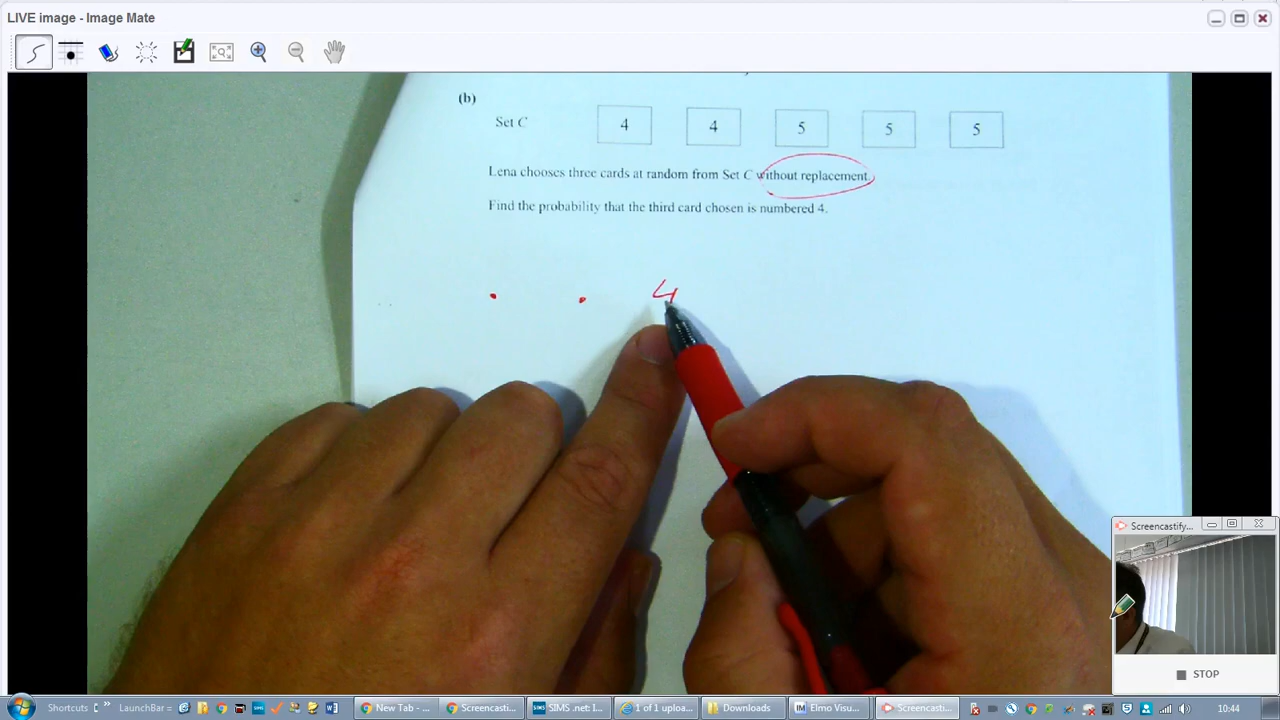 LIVE image - Image Mate
(b)
Set C 4 4 5 5 5
Lena chooses three cards at random from Set C without replacement.
Find the probability that the third card chosen is numbered 4.
. . 4
Screencastify...
STOP
Shortcuts
LaunchBar
New Tab - ...
Screencasti...
SIMS .net: I...
1 of 1 uploa...
Downloads
Elmo Visu...
Screencasti...
10:44